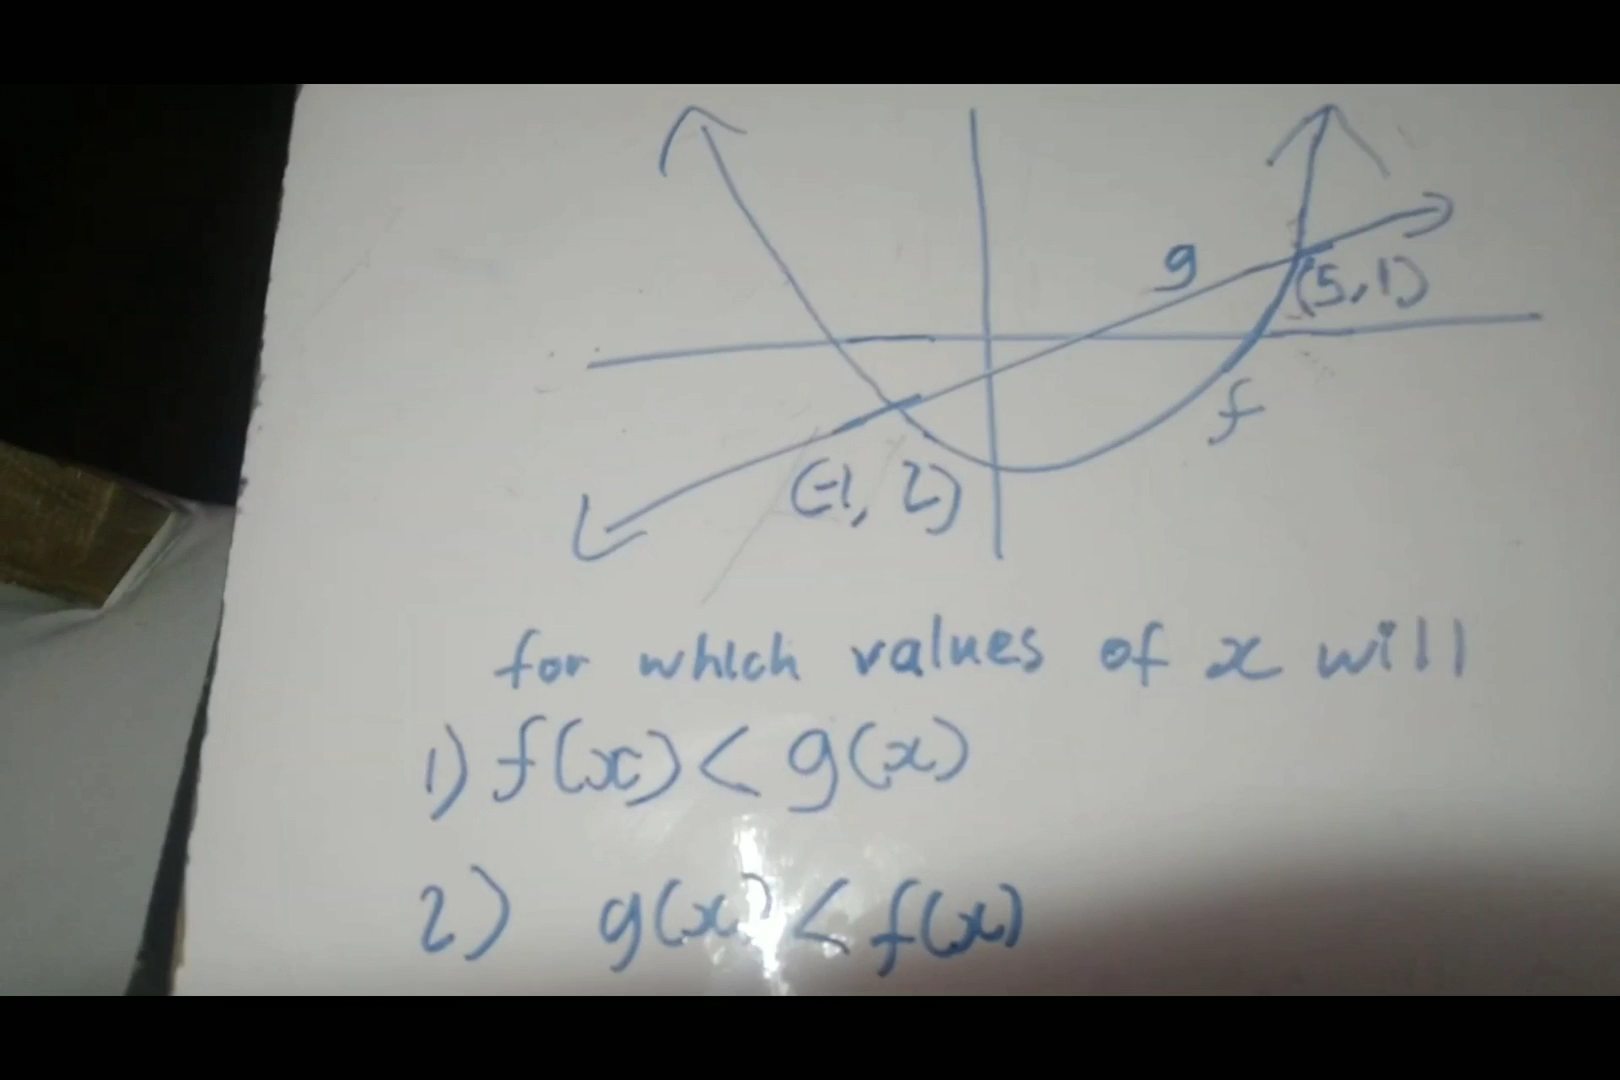 g
(5,1)
f
(-1, 2)
for which values of x will
1) f(x) < g(x)
2) g(x) < f(x)